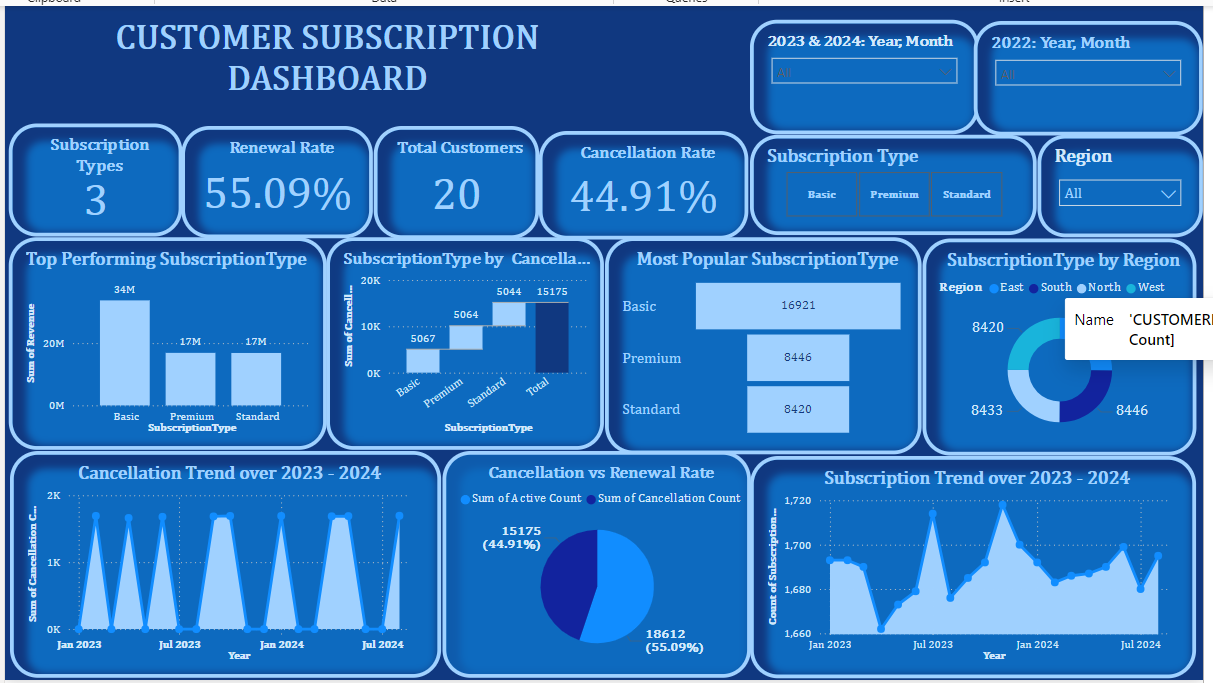 Clipboard
Data
Queries
Insert
CUSTOMER SUBSCRIPTION
DASHBOARD
2023 & 2024: Year, Month
All
2022: Year, Month
All
Subscription
Types
3
Renewal Rate
55.09%
Total Customers
20
Cancellation Rate
44.91%
Subscription Type
Basic
Premium
Standard
Region
All
Top Performing SubscriptionType
Sum of Revenue
34M
17M
17M
20M
0M
Basic
Premium
Standard
SubscriptionType
SubscriptionType by Cancella...
Sum of Cancell...
20K
10K
0K
5067
5064
5044
15175
Basic
Premium
Standard
Total
SubscriptionType
Most Popular SubscriptionType
Basic
16921
Premium
8446
Standard
8420
SubscriptionType by Region
Region East South North West
8420
8433
8446
Name 'CUSTOMERI
Count]
Cancellation Trend over 2023 - 2024
Sum of Cancellation C...
2K
1K
0K
Jan 2023
Jul 2023
Jan 2024
Jul 2024
Year
Cancellation vs Renewal Rate
Sum of Active Count Sum of Cancellation Count
15175
(44.91%)
18612
(55.09%)
Subscription Trend over 2023 - 2024
Count of Subscription...
1,720
1,700
1,680
1,660
Jan 2023
Jul 2023
Jan 2024
Jul 2024
Year